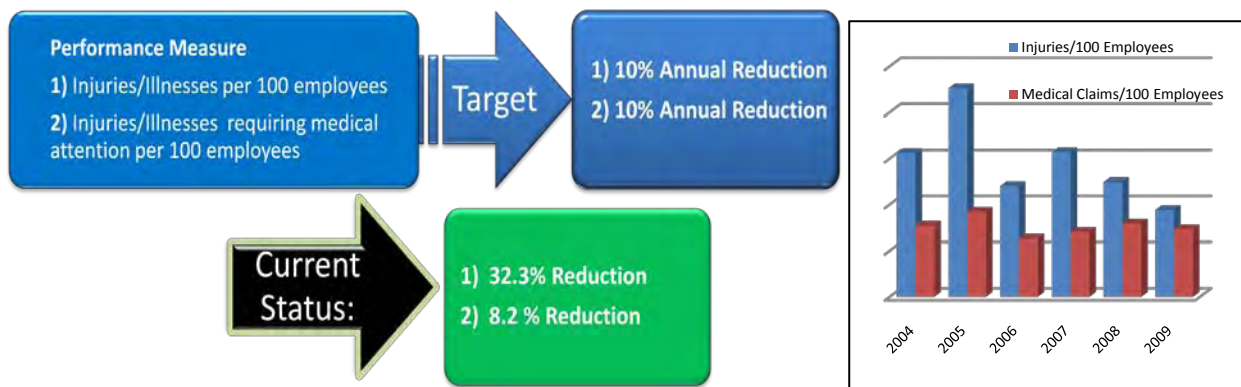 Performance Measure
1) Injuries/Illnesses per 100 employees
2) Injuries/Illnesses requiring medical
attention per 100 employees
Target
1) 10% Annual Reduction
2) 10% Annual Reduction
Current
Status:
1) 32.3% Reduction
2) 8.2 % Reduction
Injuries/100 Employees
Medical Claims/100 Employees
2004
2005
2006
2007
2008
2009